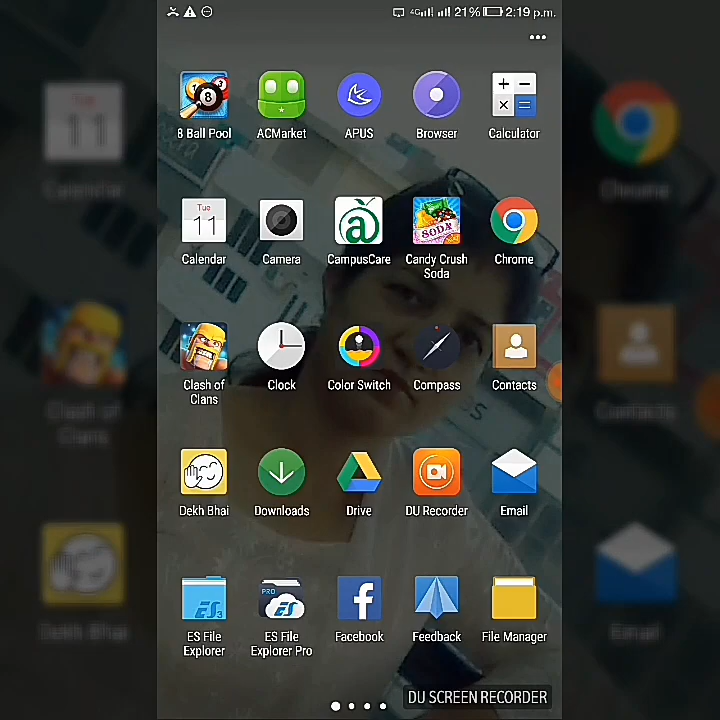 4G 21% 2:19 p.m.
8 Ball Pool ACMarket APUS Browser Calculator
Tue
11
Calendar Camera CampusCare Candy Crush Soda Chrome
Clash of Clans Clock Color Switch Compass Contacts
Dekh Bhai Downloads Drive DU Recorder Email
ES File Explorer ES File Explorer Pro Facebook Feedback File Manager
DU SCREEN RECORDER